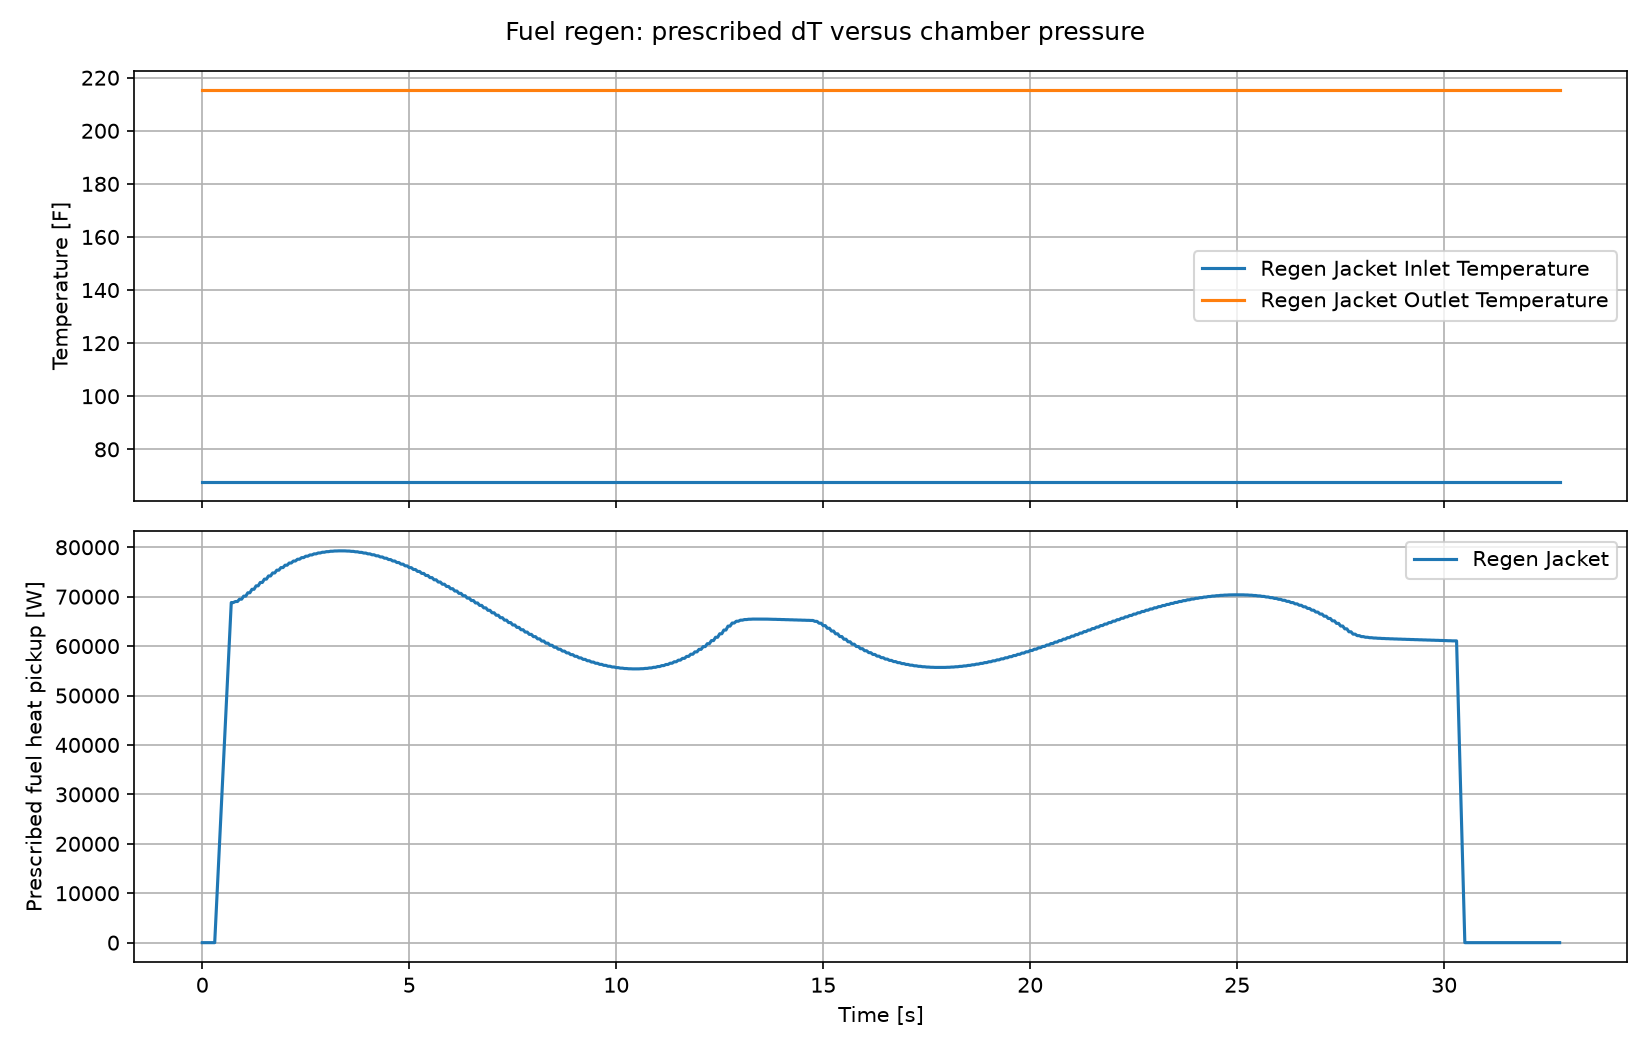 Fuel regen: prescribed dT versus chamber pressure
220
200
180
160
140
120
100
80
Temperature [F]
Regen Jacket Inlet Temperature
Regen Jacket Outlet Temperature
80000
70000
60000
50000
40000
30000
20000
10000
0
Prescribed fuel heat pickup [W]
Regen Jacket
0 5 10 15 20 25 30
Time [s]